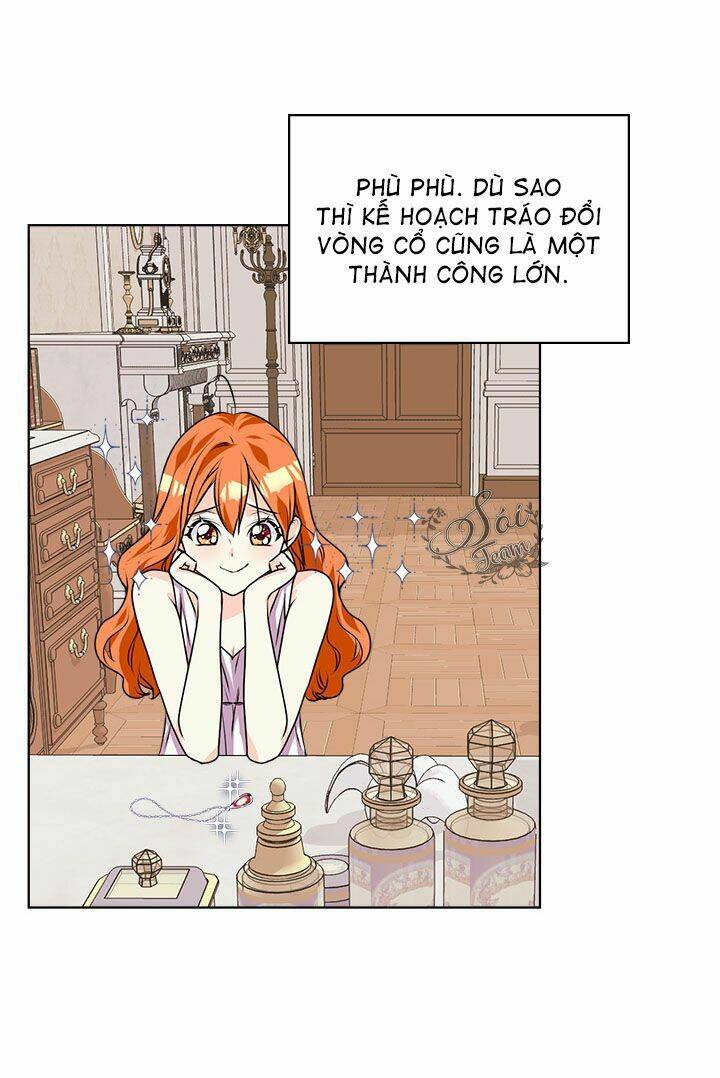 PHÙ PHÙ. DÙ SAO
THÌ KẾ HOẠCH TRÁO ĐỔI
VÒNG CỔ CŨNG LÀ MỘT
THÀNH CÔNG LỚN.
Sói
Team